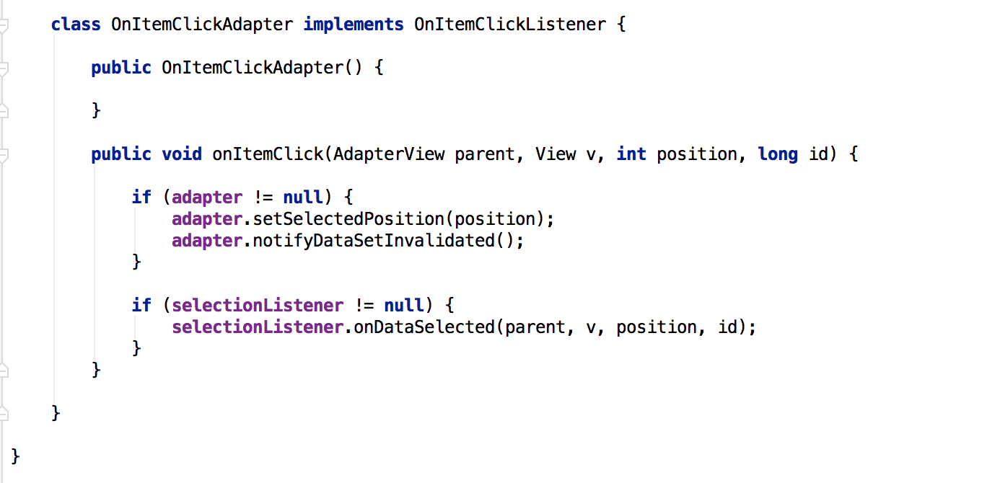 class OnItemClickAdapter implements OnItemClickListener {
public OnItemClickAdapter() {
}
public void onItemClick(AdapterView parent, View v, int position, long id) {
if (adapter != null) {
adapter.setSelectedPosition(position);
adapter.notifyDataSetInvalidated();
}
if (selectionListener != null) {
selectionListener.onDataSelected(parent, v, position, id);
}
}
}
}